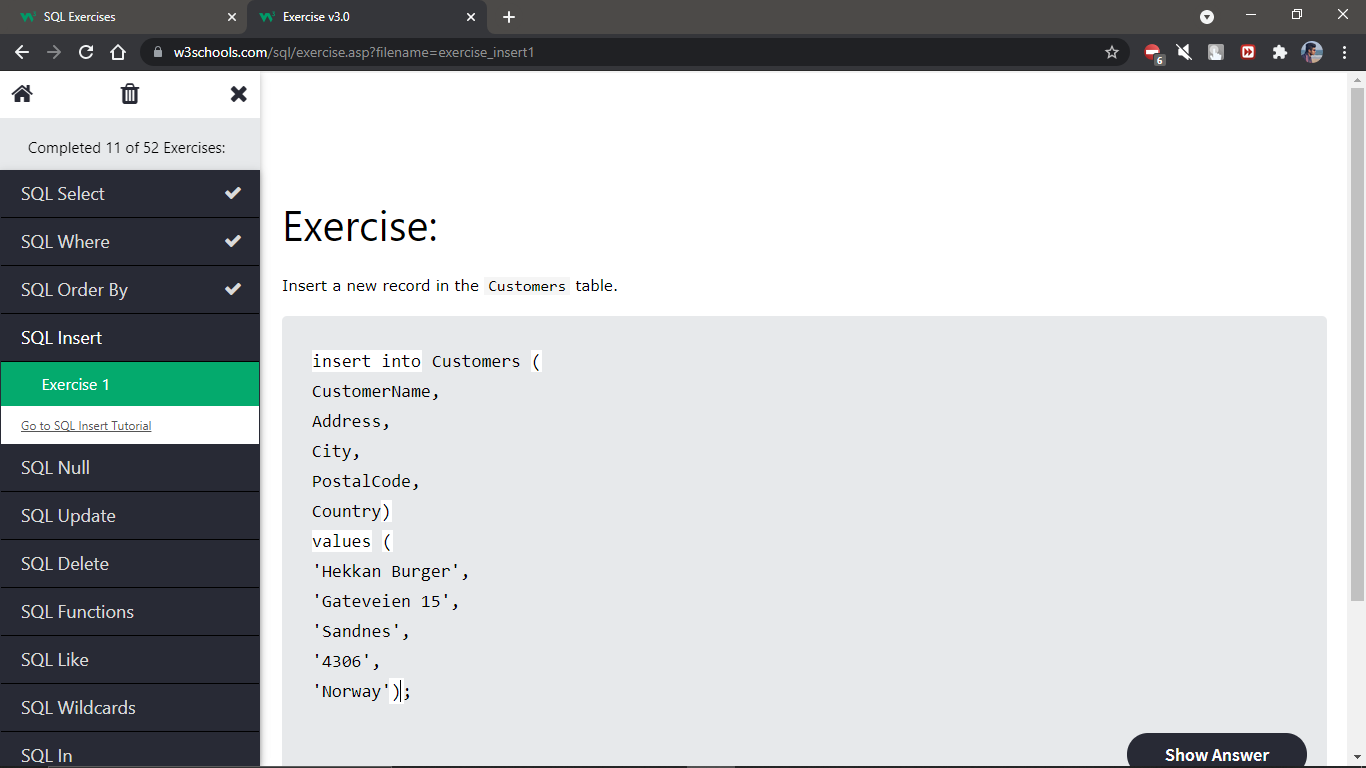 SQL Exercises
Exercise v3.0
w3schools.com/sql/exercise.asp?filename=exercise_insert1
6
Completed 11 of 52 Exercises:
SQL Select
SQL Where
SQL Order By
SQL Insert
Exercise 1
Go to SQL Insert Tutorial
SQL Null
SQL Update
SQL Delete
SQL Functions
SQL Like
SQL Wildcards
SQL In
Exercise:
Insert a new record in the Customers table.
insert into Customers (
CustomerName,
Address,
City,
PostalCode,
Country)
values (
'Hekkan Burger',
'Gateveien 15',
'Sandnes',
'4306',
'Norway');
Show Answer